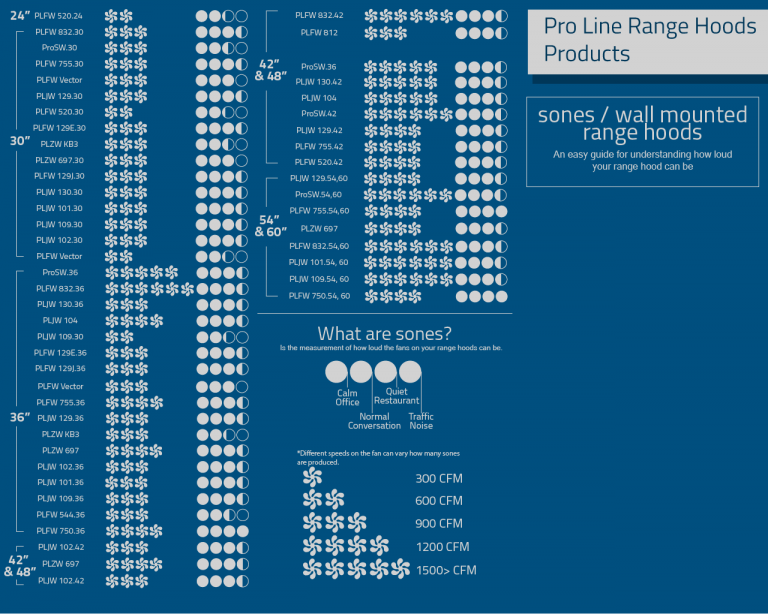 24”
PLFW 520.24
30”
PLFW 832.30
ProSW.30
PLFW 755.30
PLFW Vector
PLJW 129.30
PLFW 520.30
PLFW 129E.30
PLZW KB3
PLZW 697.30
PLFW 129J.30
PLJW 130.30
PLJW 101.30
PLJW 109.30
PLJW 102.30
PLFW Vector
36”
ProSW.36
PLFW 832.36
PLJW 130.36
PLJW 104
PLJW 109.30
PLFW 129E.36
PLFW 129J.36
PLFW Vector
PLFW 755.36
PLJW 129.36
PLZW KB3
PLZW 697
PLJW 102.36
PLJW 101.36
PLJW 109.36
PLFW 544.36
PLFW 750.36
42”
& 48”
PLJW 102.42
PLZW 697
PLJW 102.42
42”
& 48”
PLFW 832.42
PLFW B12
ProSW.36
PLJW 130.42
PLJW 104
ProSW.42
PLJW 129.42
PLFW 755.42
PLFW 520.42
54”
& 60”
PLJW 129.54,60
ProSW.54,60
PLFW 755.54,60
PLZW 697
PLFW 832.54,60
PLJW 101.54, 60
PLJW 109.54, 60
PLFW 750.54, 60
Pro Line Range Hoods
Products
sones / wall mounted
range hoods
An easy guide for understanding how loud
your range hood can be
What are sones?
Is the measurement of how loud the fans on your range hoods can be.
Calm
Office
Normal
Conversation
Quiet
Restaurant
Traffic
Noise
*Different speeds on the fan can vary how many sones
are produced.
300 CFM
600 CFM
900 CFM
1200 CFM
1500> CFM